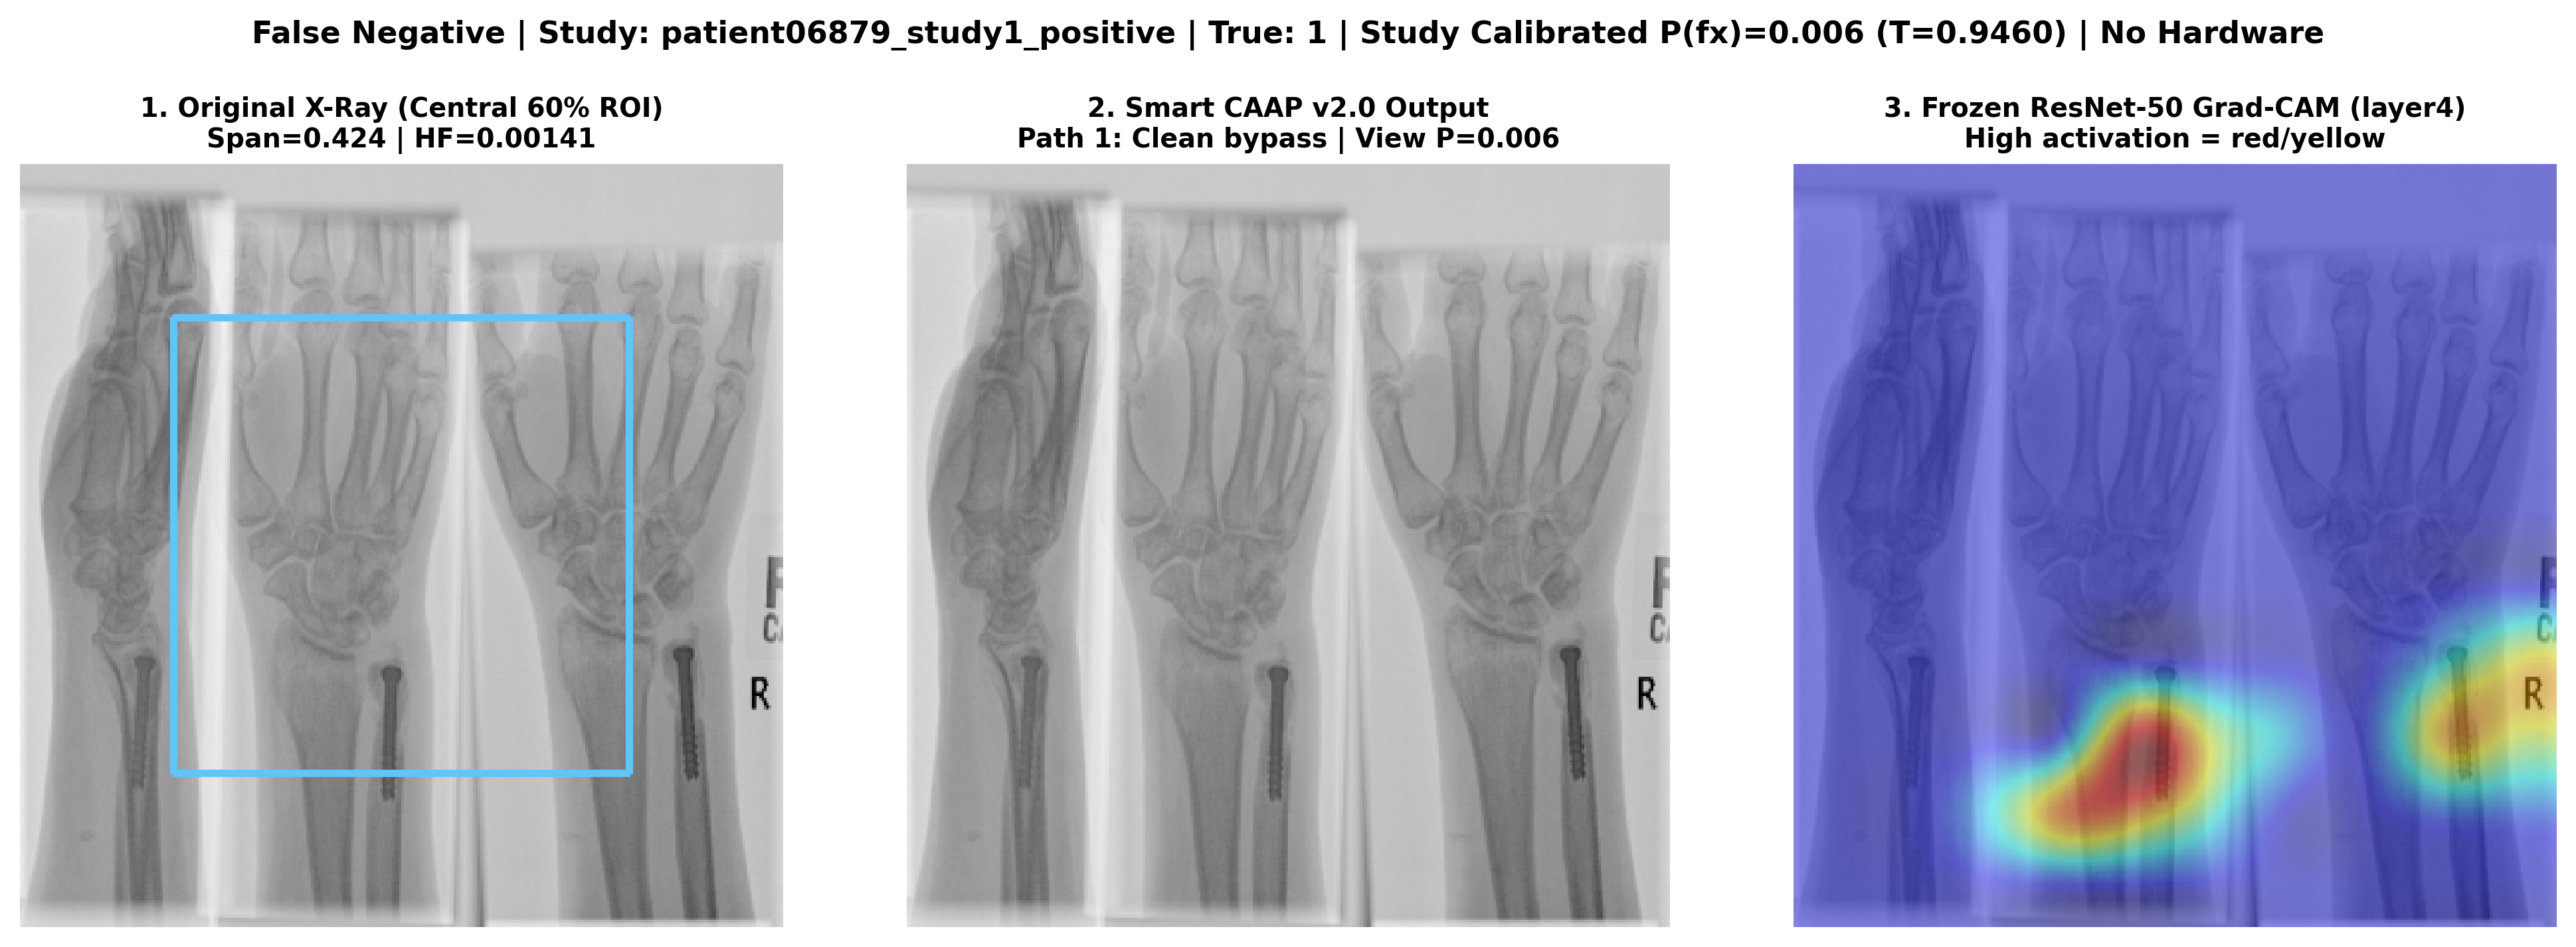 False Negative | Study: patient06879_study1_positive | True: 1 | Study Calibrated P(fx)=0.006 (T=0.9460) | No Hardware
1. Original X-Ray (Central 60% ROI)
Span=0.424 | HF=0.00141
2. Smart CAAP v2.0 Output
Path 1: Clean bypass | View P=0.006
3. Frozen ResNet-50 Grad-CAM (layer4)
High activation = red/yellow
R
R
R